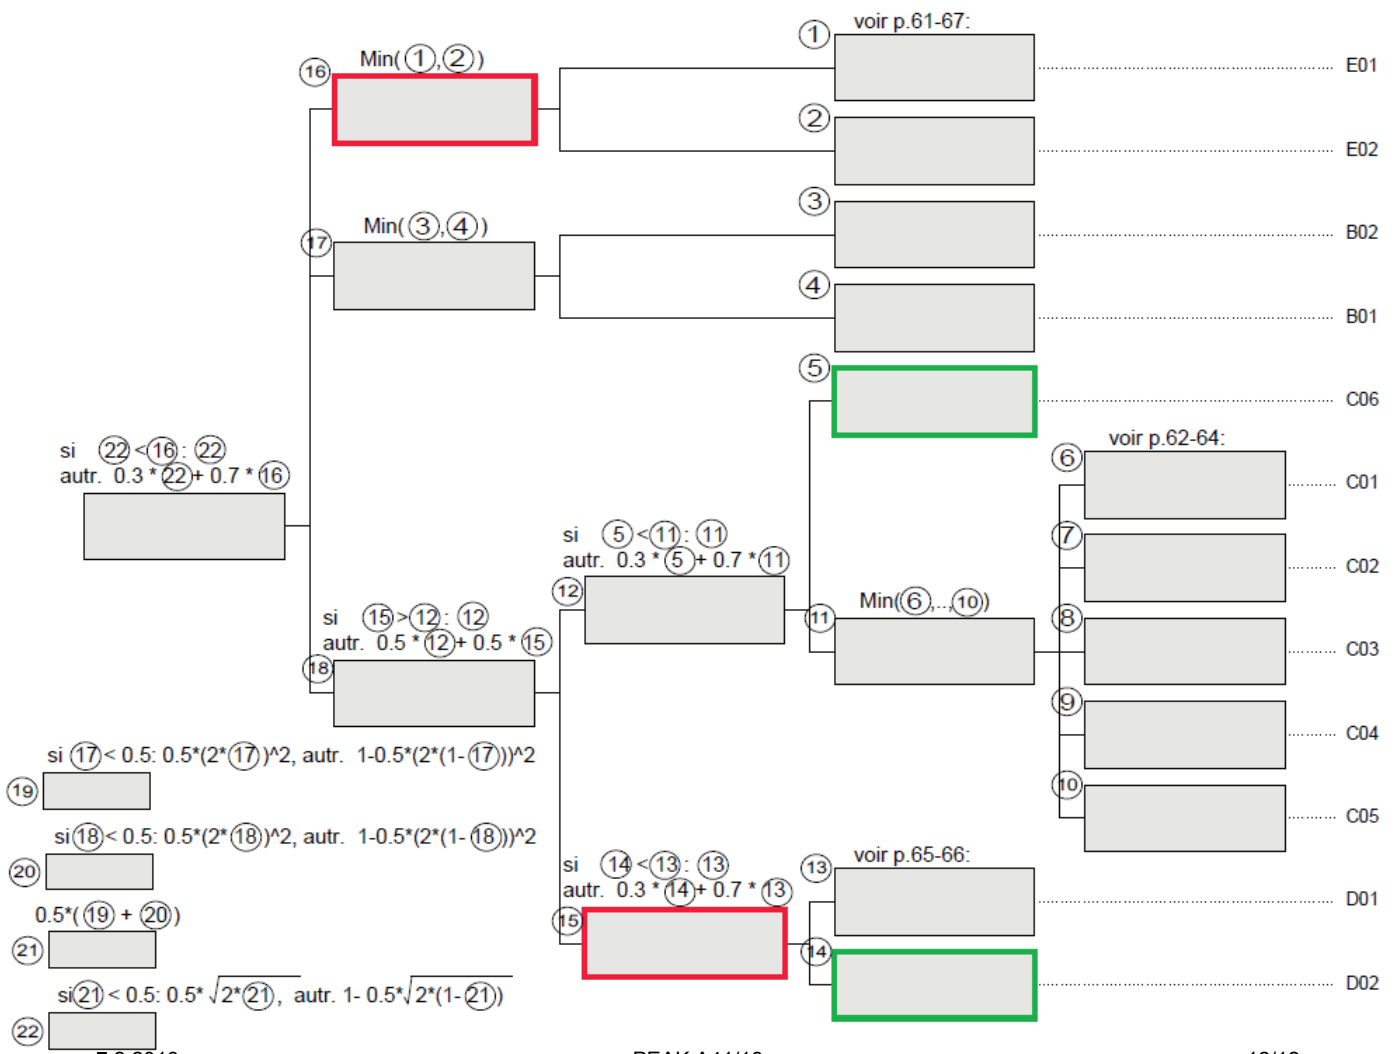 voir p.61-67:
1
E01
Min(1,2)
16
2
E02
3
B02
Min(3,4)
17
4
B01
5
C06
voir p.62-64:
6
C01
si 22<16: 22
autr. 0.3 * 22+ 0.7 * 16
7
C02
si 5<11: 11
autr. 0.3 * 5+ 0.7 * 11
12
Min(6,..,10)
11
8
C03
si 15>12: 12
autr. 0.5 * 12+ 0.5 * 15
18
9
C04
10
C05
si 17< 0.5: 0.5*(2*17)^2, autr. 1-0.5*(2*(1-17))^2
19
si 18< 0.5: 0.5*(2*18)^2, autr. 1-0.5*(2*(1-18))^2
20
si 14<13: 13
autr. 0.3 * 14+ 0.7 * 13
15
voir p.65-66:
13
D01
14
D02
0.5*(19 + 20)
21
si 21< 0.5: 0.5*√2*21, autr. 1- 0.5*√2*(1-21)
22